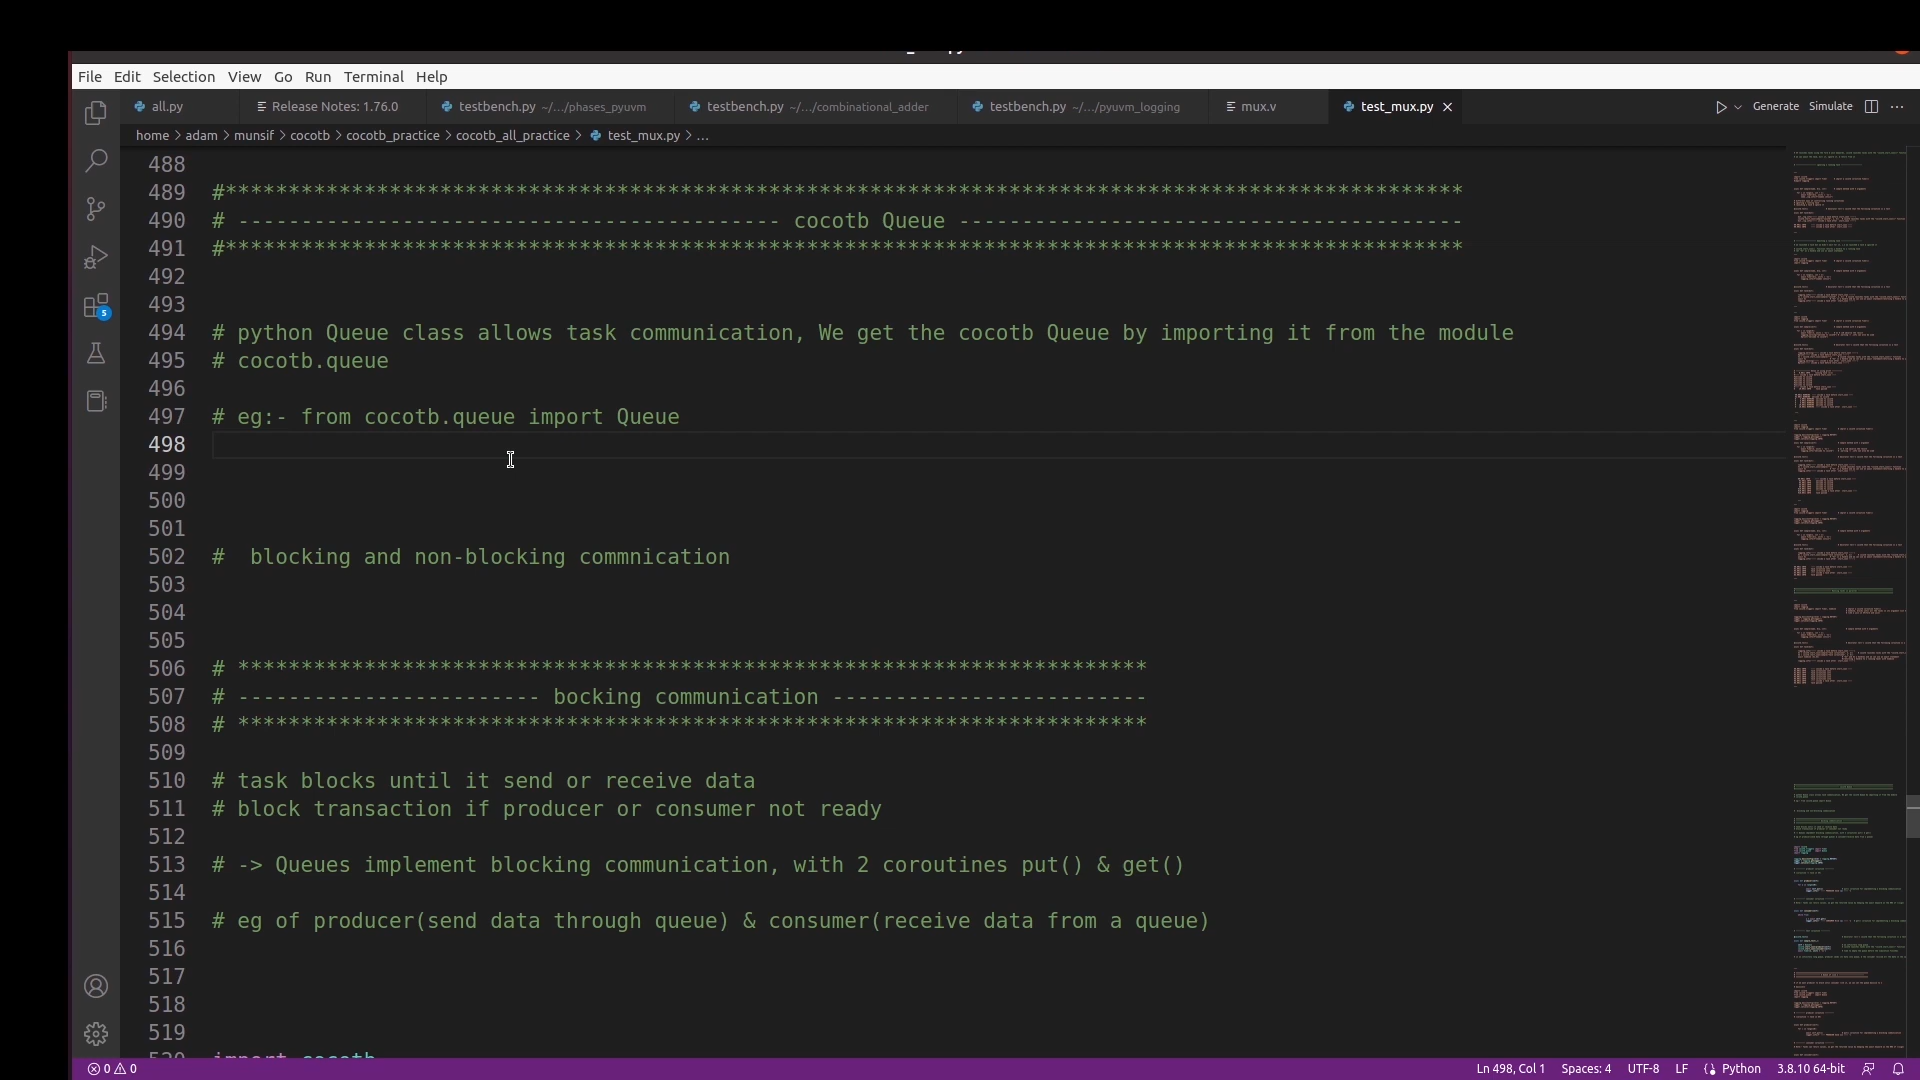 File Edit Selection View Go Run Terminal Help
all.py Release Notes: 1.76.0 testbench.py ~/.../phases_pyuvm testbench.py ~/.../combinational_adder testbench.py ~/.../pyuvm_logging mux.v test_mux.py Generate Simulate
home > adam > munsif > cocotb > cocotb_practice > cocotb_all_practice > test_mux.py > ...
488
489 #**************************************************************************************************
490 # ------------------------------------------- cocotb Queue ----------------------------------------
491 #**************************************************************************************************
492
493
494 # python Queue class allows task communication, We get the cocotb Queue by importing it from the module
495 # cocotb.queue
496
497 # eg:- from cocotb.queue import Queue
498
499
500
501
502 #  blocking and non-blocking commnication
503
504
505
506 # ************************************************************************
507 # ------------------------ bocking communication -------------------------
508 # ************************************************************************
509
510 # task blocks until it send or receive data
511 # block transaction if producer or consumer not ready
512
513 # -> Queues implement blocking communication, with 2 coroutines put() & get()
514
515 # eg of producer(send data through queue) & consumer(receive data from a queue)
516
517
518
519
520 import cocotb
5
0 0 Ln 498, Col 1 Spaces: 4 UTF-8 LF Python 3.8.10 64-bit